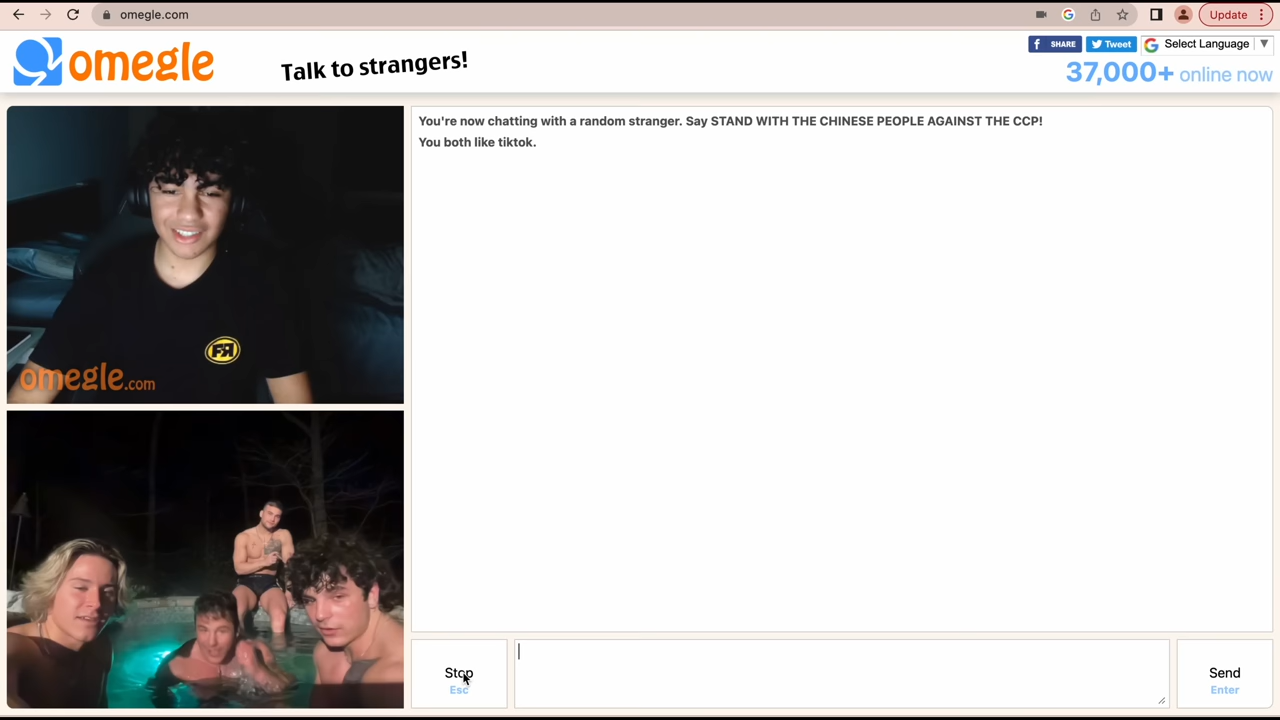 omegle.com
Update
omegle
Talk to strangers!
SHARE
Tweet
Select Language
37,000+ online now
You're now chatting with a random stranger. Say STAND WITH THE CHINESE PEOPLE AGAINST THE CCP!
You both like tiktok.
FR
omegle.com
Stop
Esc
Send
Enter